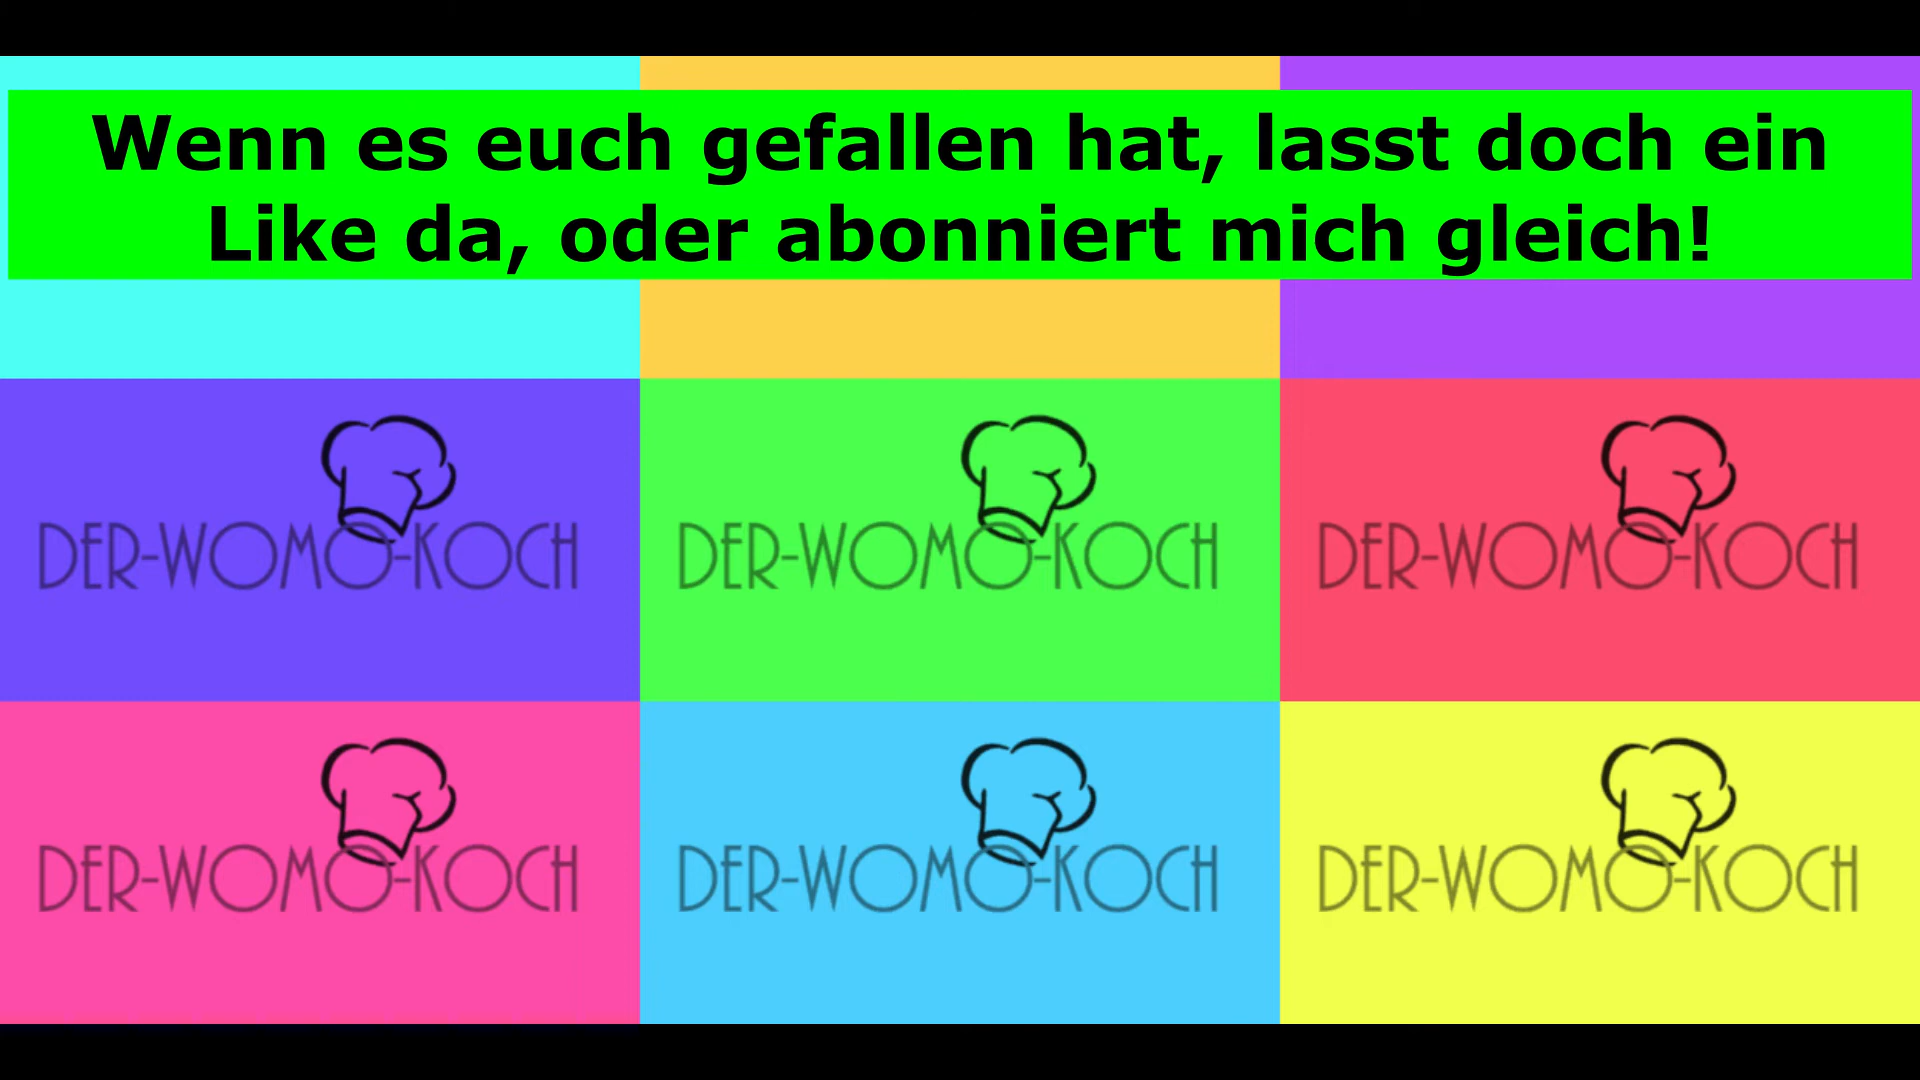 Wenn es euch gefallen hat, lasst doch ein
Like da, oder abonniert mich gleich!
DER-WOMO-KOCH
DER-WOMO-KOCH
DER-WOMO-KOCH
DER-WOMO-KOCH
DER-WOMO-KOCH
DER-WOMO-KOCH